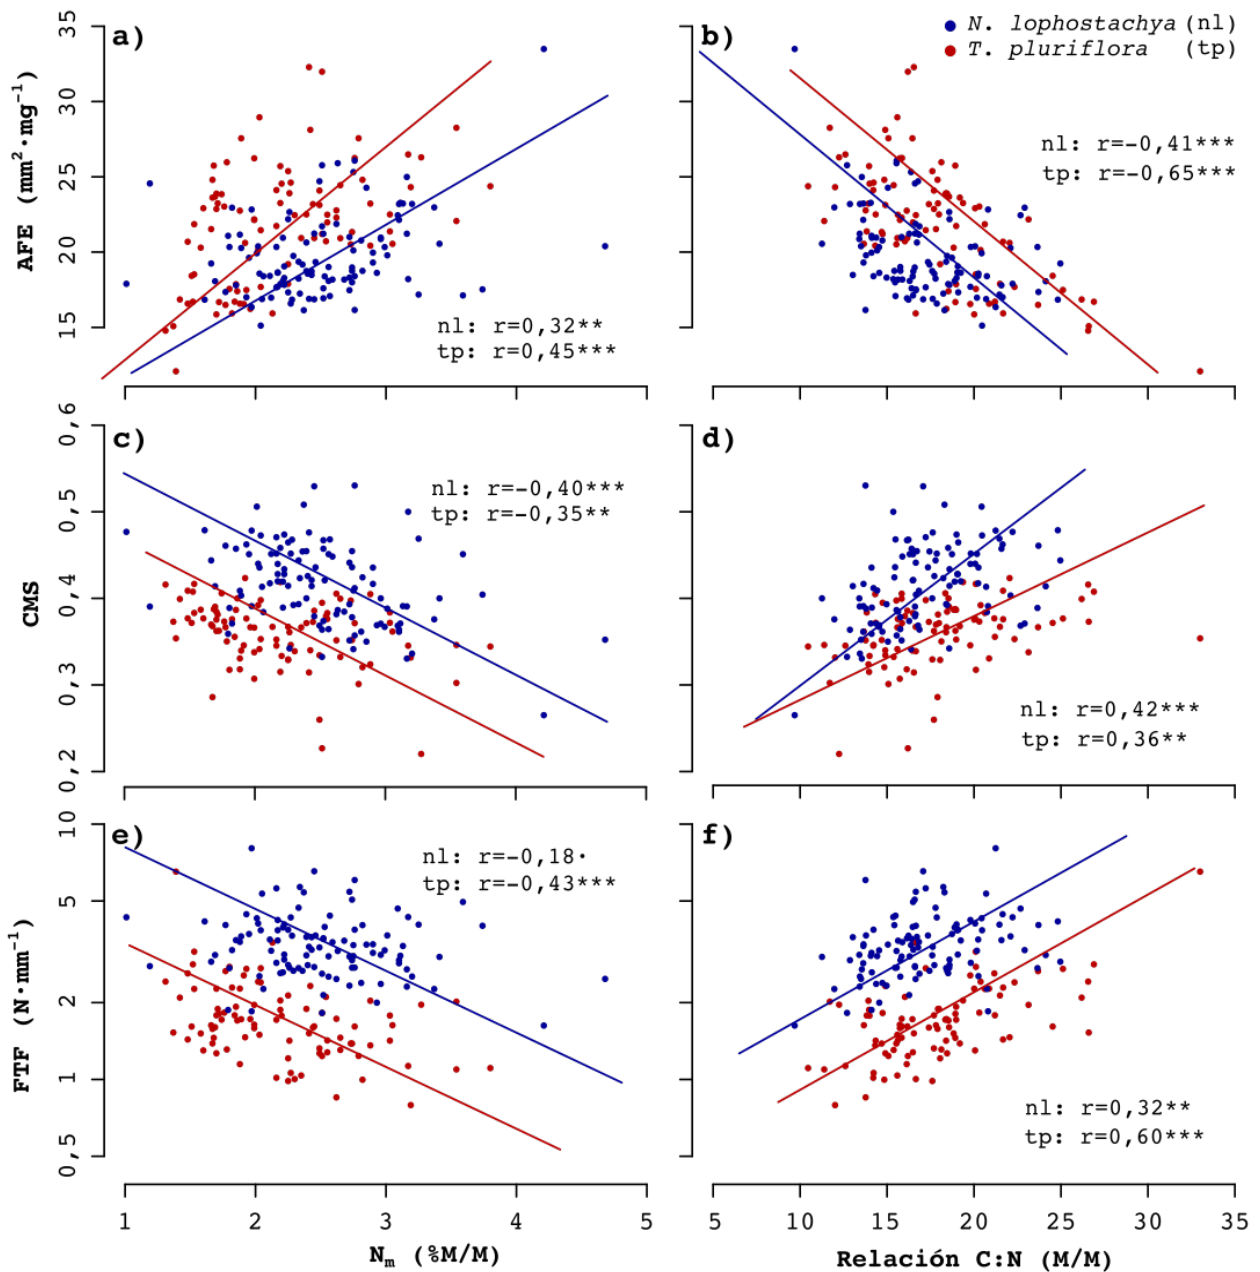 a)
35
30
25
20
15
AFE (mm²·mg⁻¹)
nl: r=0,32**
tp: r=0,45***
b)
N. lophostachya (nl)
T. pluriflora (tp)
nl: r=-0,41***
tp: r=-0,65***
c)
0,6
0,5
0,4
0,3
0,2
CMS
nl: r=-0,40***
tp: r=-0,35**
d)
nl: r=0,42***
tp: r=0,36**
e)
10
5
2
1
0,5
FTF (N·mm⁻¹)
nl: r=-0,18·
tp: r=-0,43***
f)
nl: r=0,32**
tp: r=0,60***
1 2 3 4 5
Nₘ (%M/M)
5 10 15 20 25 30 35
Relación C:N (M/M)